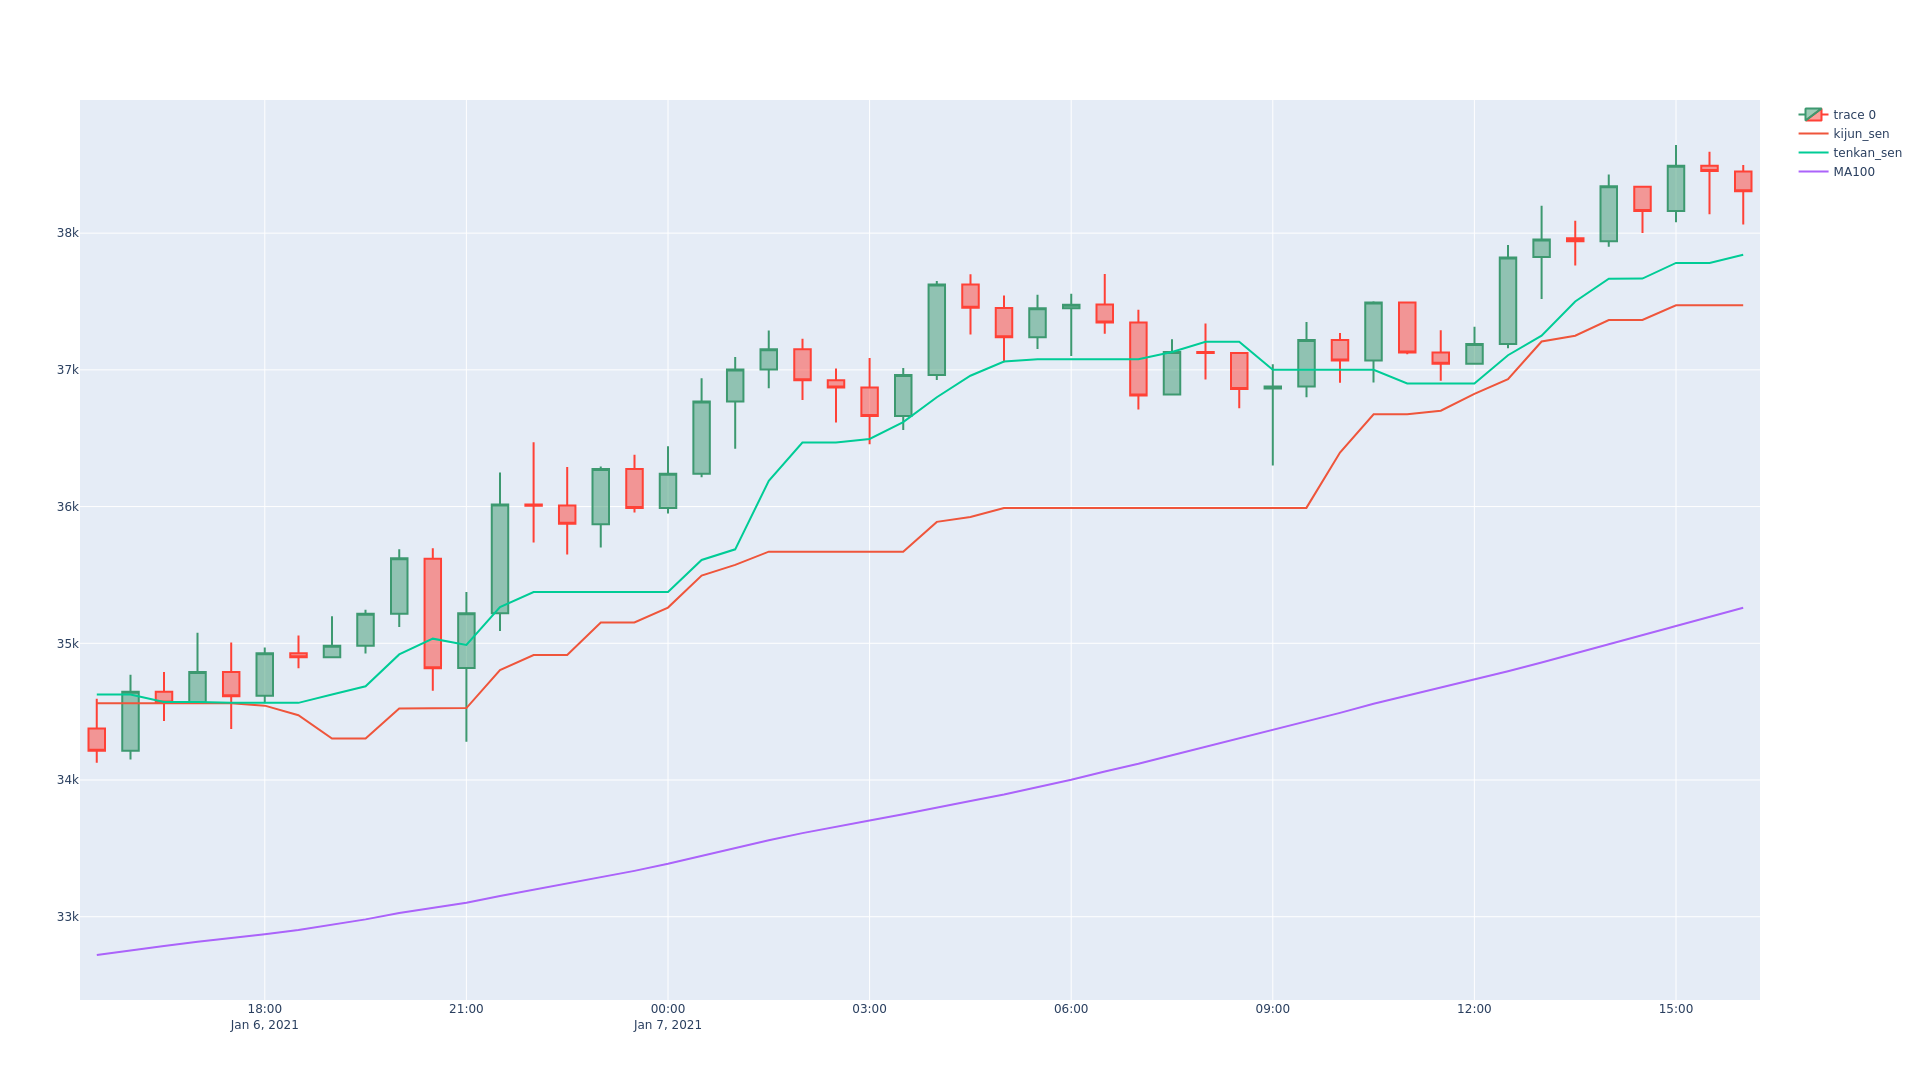 trace 0
kijun_sen
tenkan_sen
MA100
38k
37k
36k
35k
34k
33k
18:00 21:00 00:00 03:00 06:00 09:00 12:00 15:00
Jan 6, 2021 Jan 7, 2021